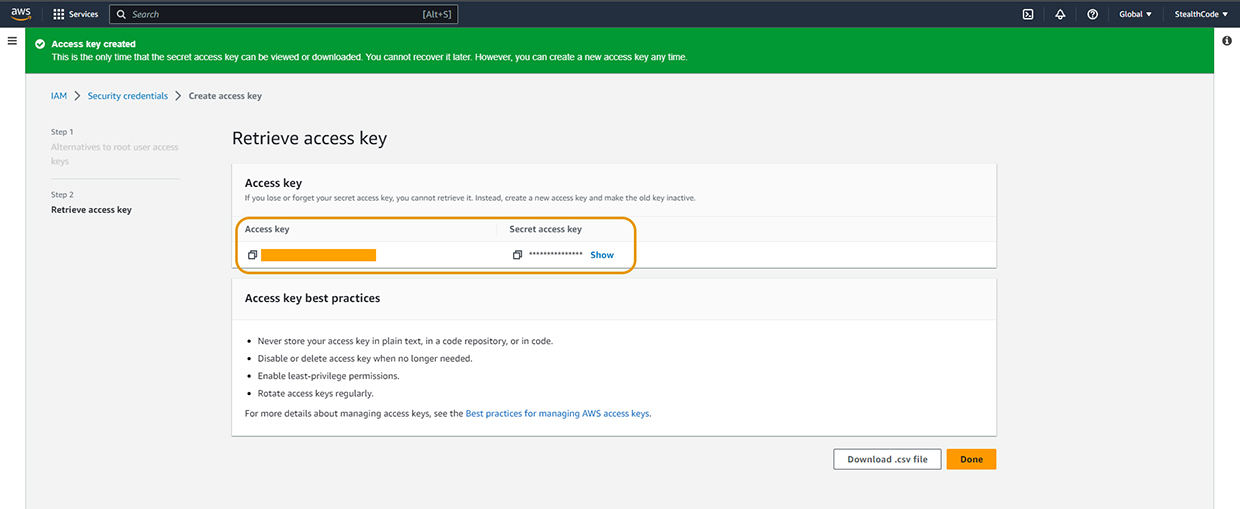 aws Services Search [Alt+S] Global StealthCode
Access key created
This is the only time that the secret access key can be viewed or downloaded. You cannot recover it later. However, you can create a new access key any time.
IAM > Security credentials > Create access key
Step 1
Alternatives to root user access
keys
Step 2
Retrieve access key
Retrieve access key
Access key
If you lose or forget your secret access key, you cannot retrieve it. Instead, create a new access key and make the old key inactive.
Access key Secret access key
*************** Show
Access key best practices
• Never store your access key in plain text, in a code repository, or in code.
• Disable or delete access key when no longer needed.
• Enable least-privilege permissions.
• Rotate access keys regularly.
For more details about managing access keys, see the Best practices for managing AWS access keys.
Download .csv file Done